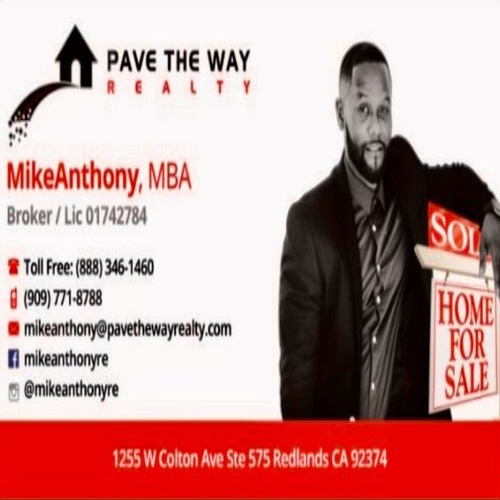 PAVE THE WAY
REALTY
MikeAnthony, MBA
Broker / Lic 01742784
Toll Free: (888) 346-1460
(909) 771-8788
mikeanthony@pavethewayrealty.com
mikeanthonyre
@mikeanthonyre
SOL
HOME
FOR
SALE
1255 W Colton Ave Ste 575 Redlands CA 92374